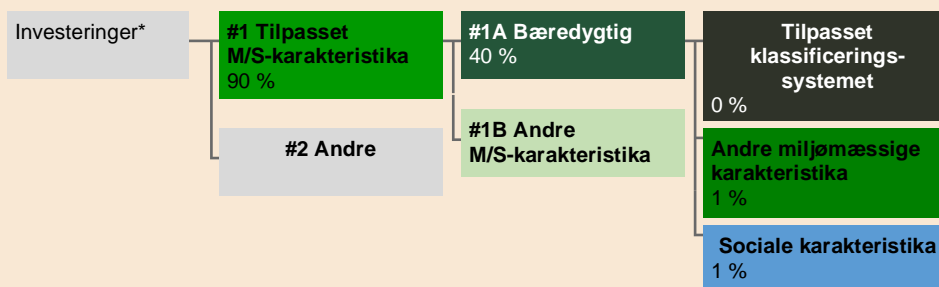 Investeringer*
#1 Tilpasset
M/S-karakteristika
90 %
#2 Andre
#1A Bæredygtig
40 %
#1B Andre
M/S-karakteristika
Tilpasset
klassificerings-
systemet
0 %
Andre miljømæssige
karakteristika
1 %
Sociale karakteristika
1 %